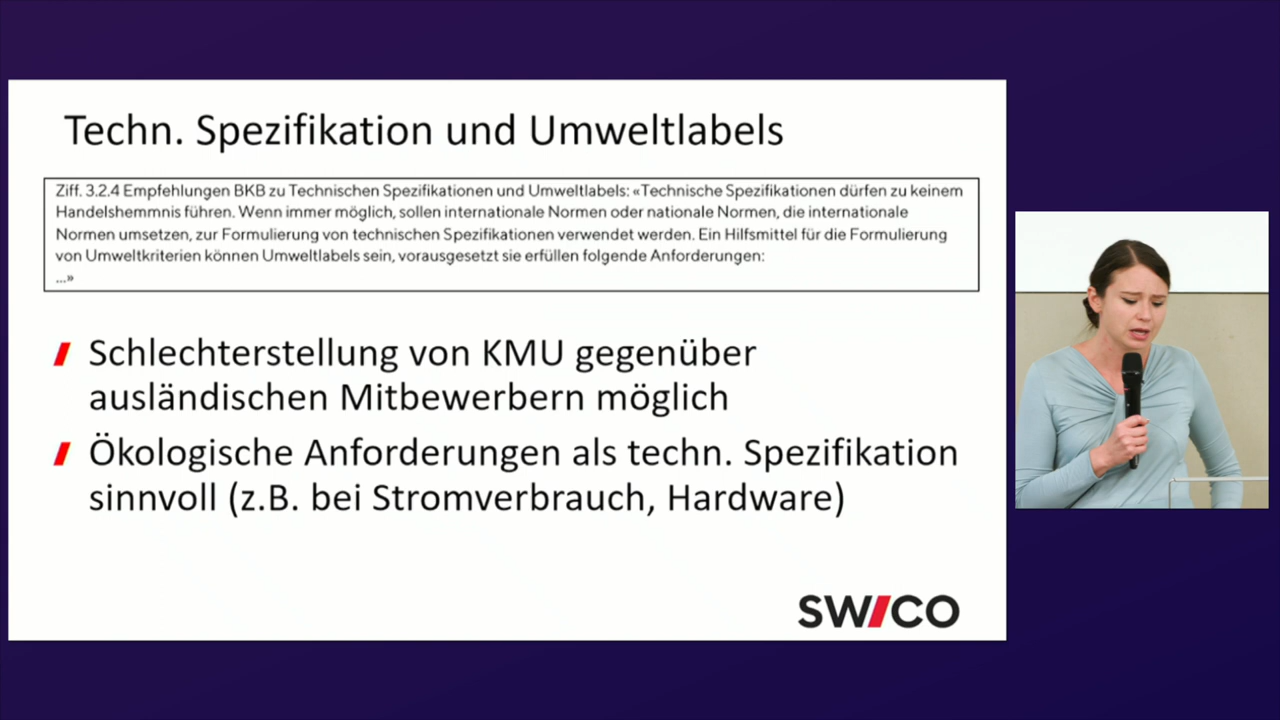 Techn. Spezifikation und Umweltlabels
Ziff. 3.2.4 Empfehlungen BKB zu Technischen Spezifikationen und Umweltlabels: «Technische Spezifikationen dürfen zu keinem
Handelshemmnis führen. Wenn immer möglich, sollen internationale Normen oder nationale Normen, die internationale
Normen umsetzen, zur Formulierung von technischen Spezifikationen verwendet werden. Ein Hilfsmittel für die Formulierung
von Umweltkriterien können Umweltlabels sein, vorausgesetzt sie erfüllen folgende Anforderungen:
...»
Schlechterstellung von KMU gegenüber
ausländischen Mitbewerbern möglich
Ökologische Anforderungen als techn. Spezifikation
sinnvoll (z.B. bei Stromverbrauch, Hardware)
SWICO